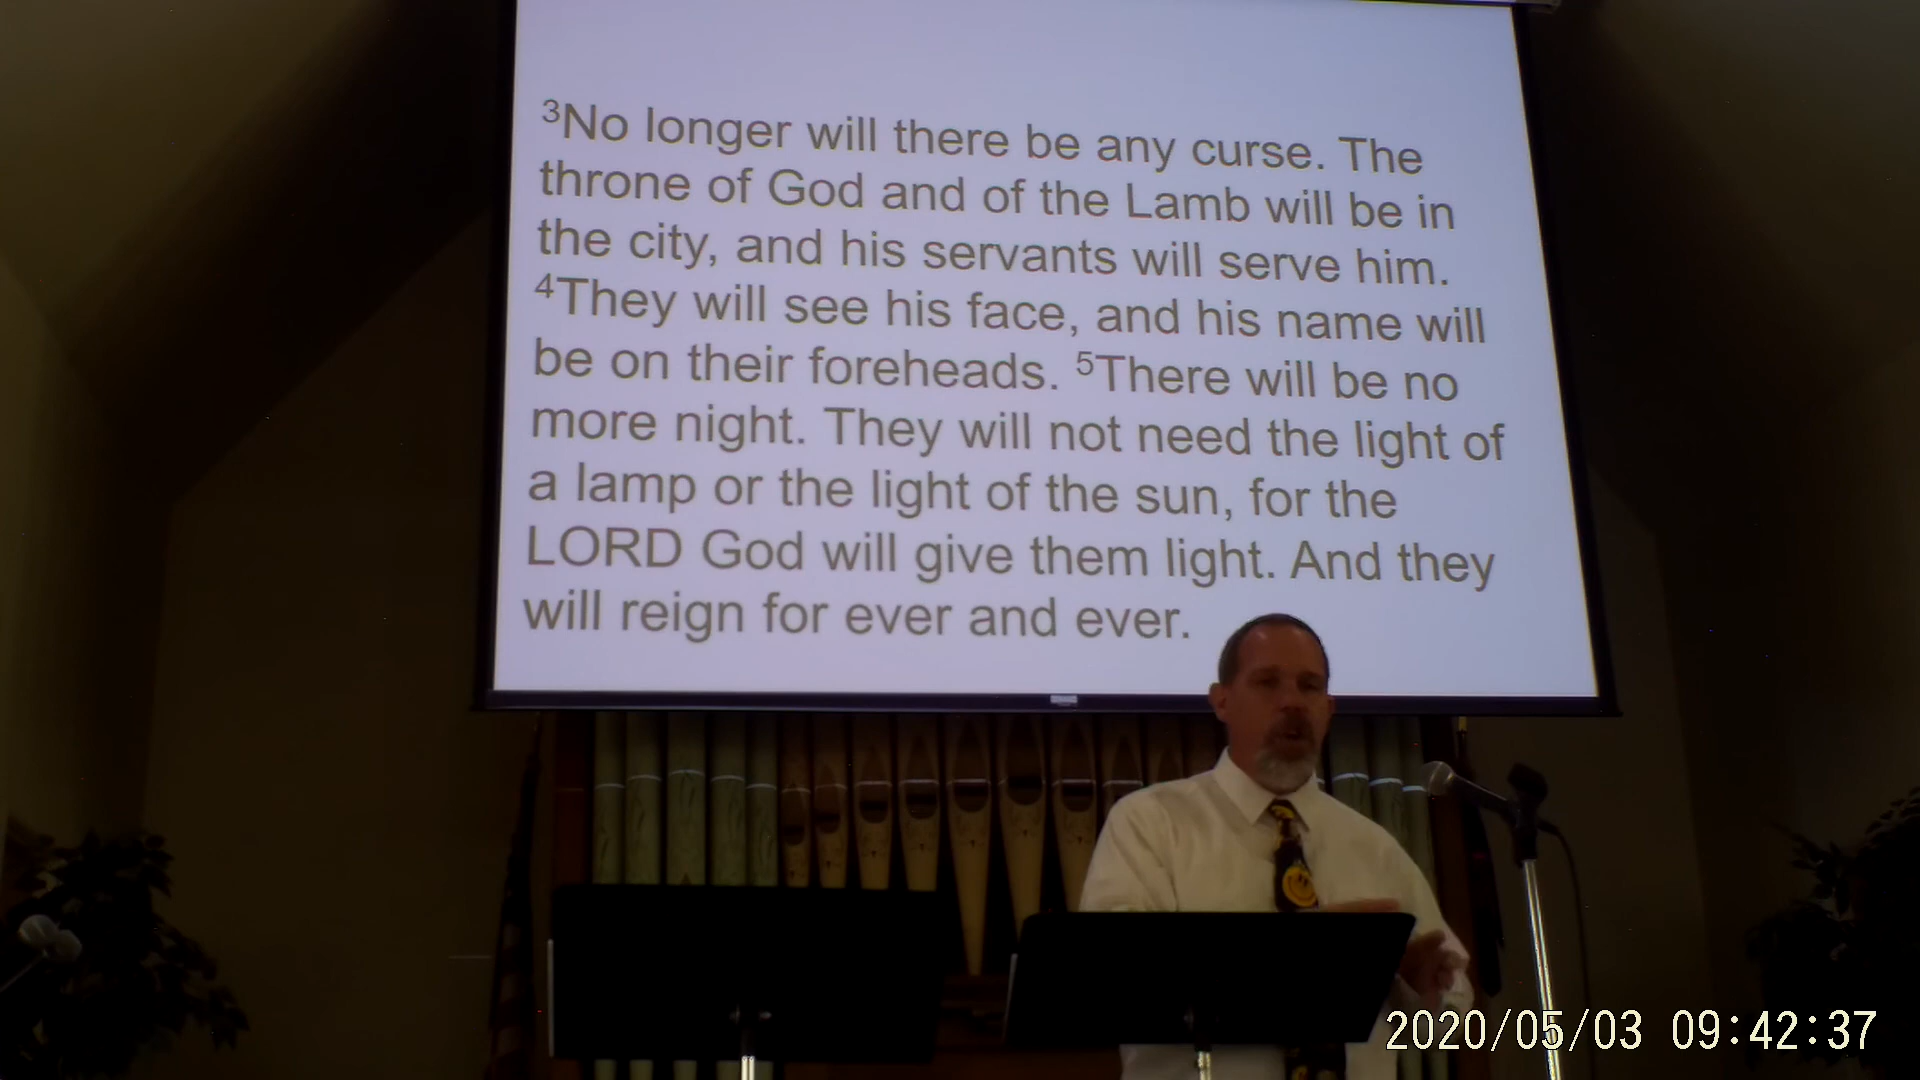 ³No longer will there be any curse. The
throne of God and of the Lamb will be in
the city, and his servants will serve him.
⁴They will see his face, and his name will
be on their foreheads. ⁵There will be no
more night. They will not need the light of
a lamp or the light of the sun, for the
LORD God will give them light. And they
will reign for ever and ever.
2020/05/03 09:42:37